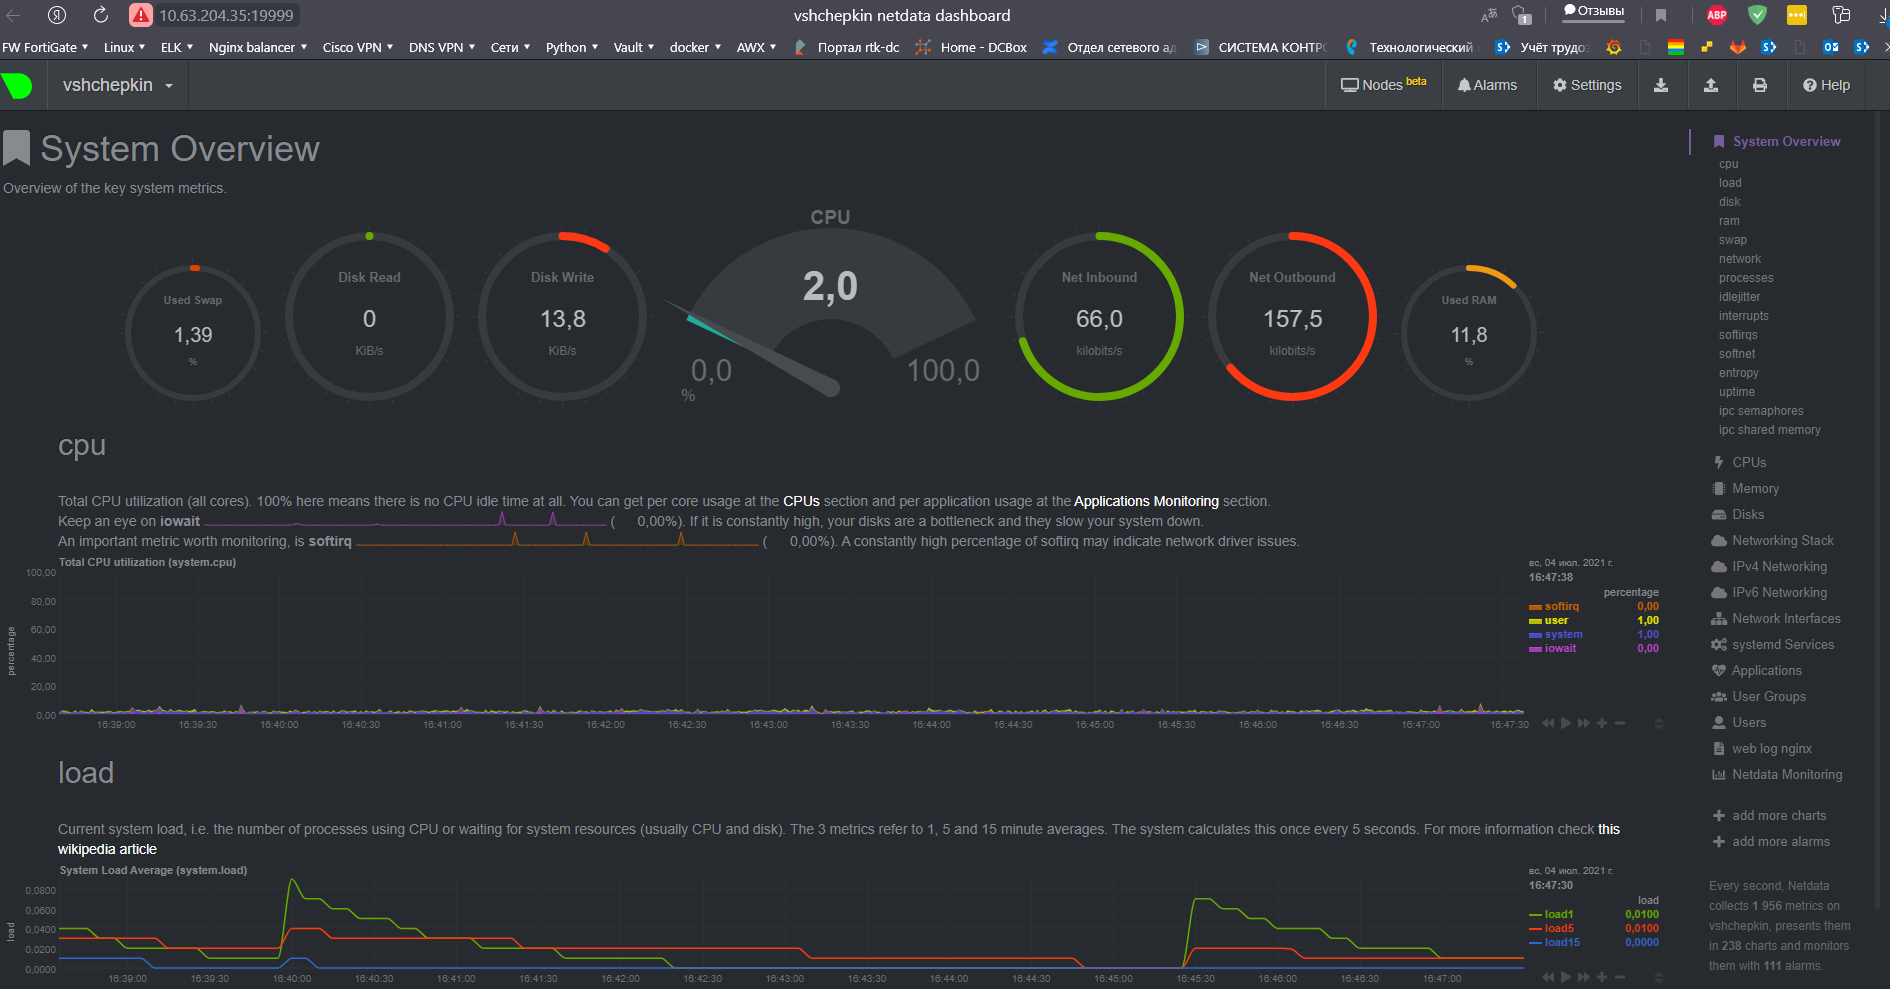 10.63.204.35:19999
vshchepkin netdata dashboard
1
Отзывы
ABP
FW FortiGate
Linux
ELK
Nginx balancer
Cisco VPN
DNS VPN
Сети
Python
Vault
docker
AWX
Портал rtk-dc
Home - DCBox
Отдел сетевого ад
СИСТЕМА КОНТРО
Технологический
Учёт трудоз
vshchepkin
Nodes beta
Alarms
Settings
Help
System Overview
Overview of the key system metrics.
Used Swap
1,39
%
Disk Read
0
KiB/s
Disk Write
13,8
KiB/s
CPU
2,0
0,0
100,0
%
Net Inbound
66,0
kilobits/s
Net Outbound
157,5
kilobits/s
Used RAM
11,8
%
cpu
Total CPU utilization (all cores). 100% here means there is no CPU idle time at all. You can get per core usage at the CPUs section and per application usage at the Applications Monitoring section.
Keep an eye on iowait ( 0,00%). If it is constantly high, your disks are a bottleneck and they slow your system down.
An important metric worth monitoring, is softirq ( 0,00%). A constantly high percentage of softirq may indicate network driver issues.
Total CPU utilization (system.cpu)
percentage
100,00
80,00
60,00
40,00
20,00
0,00
16:39:00 16:39:30 16:40:00 16:40:30 16:41:00 16:41:30 16:42:00 16:42:30 16:43:00 16:43:30 16:44:00 16:44:30 16:45:00 16:45:30 16:46:00 16:46:30 16:47:00 16:47:30
вс, 04 июл. 2021 г.
16:47:38
percentage
softirq 0,00
user 1,00
system 1,00
iowait 0,00
load
Current system load, i.e. the number of processes using CPU or waiting for system resources (usually CPU and disk). The 3 metrics refer to 1, 5 and 15 minute averages. The system calculates this once every 5 seconds. For more information check this
wikipedia article
System Load Average (system.load)
load
0,0800
0,0600
0,0400
0,0200
0,0000
16:39:00 16:39:30 16:40:00 16:40:30 16:41:00 16:41:30 16:42:00 16:42:30 16:43:00 16:43:30 16:44:00 16:44:30 16:45:00 16:45:30 16:46:00 16:46:30 16:47:00
вс, 04 июл. 2021 г.
16:47:30
load
load1 0,0100
load5 0,0100
load15 0,0000
System Overview
cpu
load
disk
ram
swap
network
processes
idlejitter
interrupts
softirqs
softnet
entropy
uptime
ipc semaphores
ipc shared memory
CPUs
Memory
Disks
Networking Stack
IPv4 Networking
IPv6 Networking
Network Interfaces
systemd Services
Applications
User Groups
Users
web log nginx
Netdata Monitoring
add more charts
add more alarms
Every second, Netdata
collects 1 956 metrics on
vshchepkin, presents them
in 238 charts and monitors
them with 111 alarms.